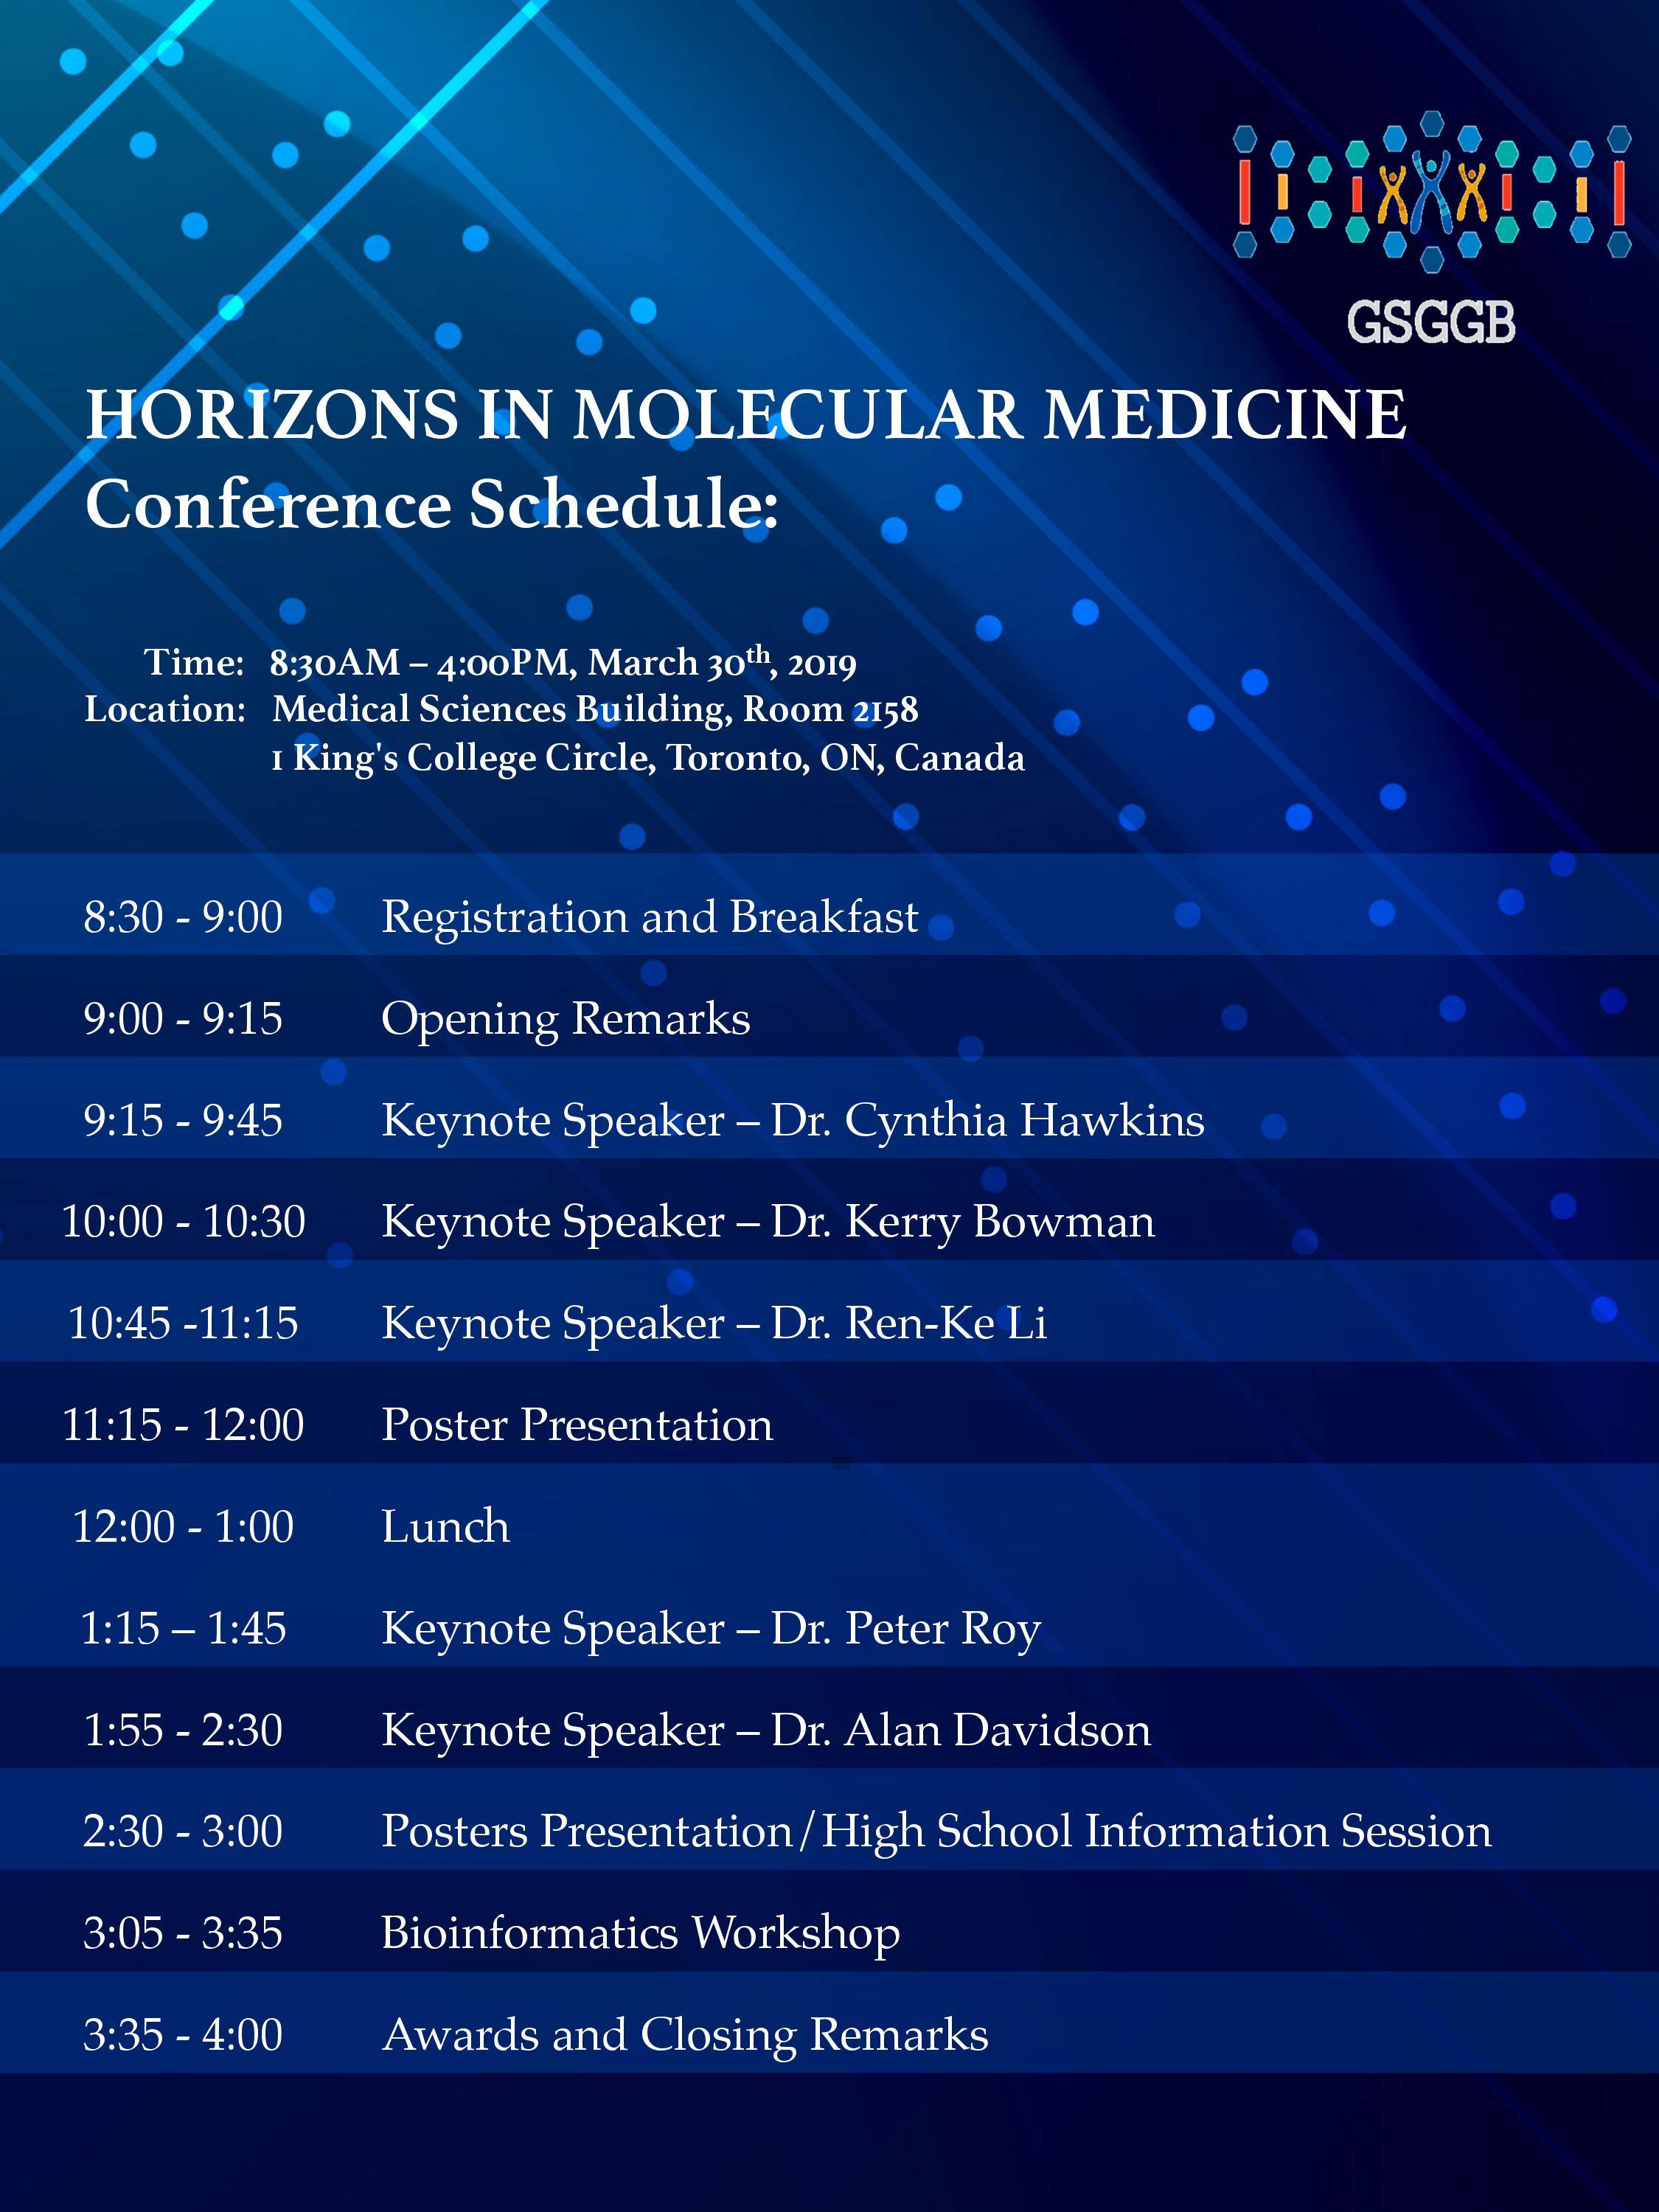 GSGGB
HORIZONS IN MOLECULAR MEDICINE
Conference Schedule:
Time: 8:30AM – 4:00PM, March 30th, 2019
Location: Medical Sciences Building, Room 2158
1 King's College Circle, Toronto, ON, Canada
8:30 - 9:00 Registration and Breakfast
9:00 - 9:15 Opening Remarks
9:15 - 9:45 Keynote Speaker – Dr. Cynthia Hawkins
10:00 - 10:30 Keynote Speaker – Dr. Kerry Bowman
10:45 -11:15 Keynote Speaker – Dr. Ren-Ke Li
11:15 - 12:00 Poster Presentation
12:00 - 1:00 Lunch
1:15 – 1:45 Keynote Speaker – Dr. Peter Roy
1:55 - 2:30 Keynote Speaker – Dr. Alan Davidson
2:30 - 3:00 Posters Presentation/High School Information Session
3:05 - 3:35 Bioinformatics Workshop
3:35 - 4:00 Awards and Closing Remarks